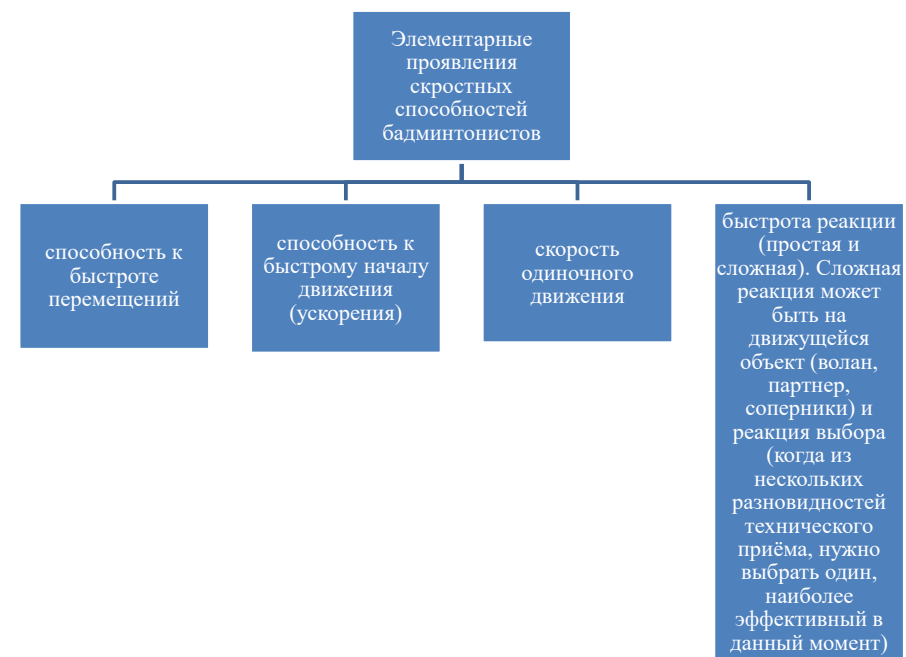 Элементарные
проявления
скростных
способностей
бадминтонистов
способность к
быстроте
перемещений
способность к
быстрому началу
движения
(ускорения)
скорость
одиночного
движения
быстрота реакции
(простая и
сложная). Сложная
реакция может
быть на
движущейся
объект (волан,
партнер,
соперники) и
реакция выбора
(когда из
нескольких
разновидностей
технического
приёма, нужно
выбрать один,
наиболее
эффективный в
данный момент)